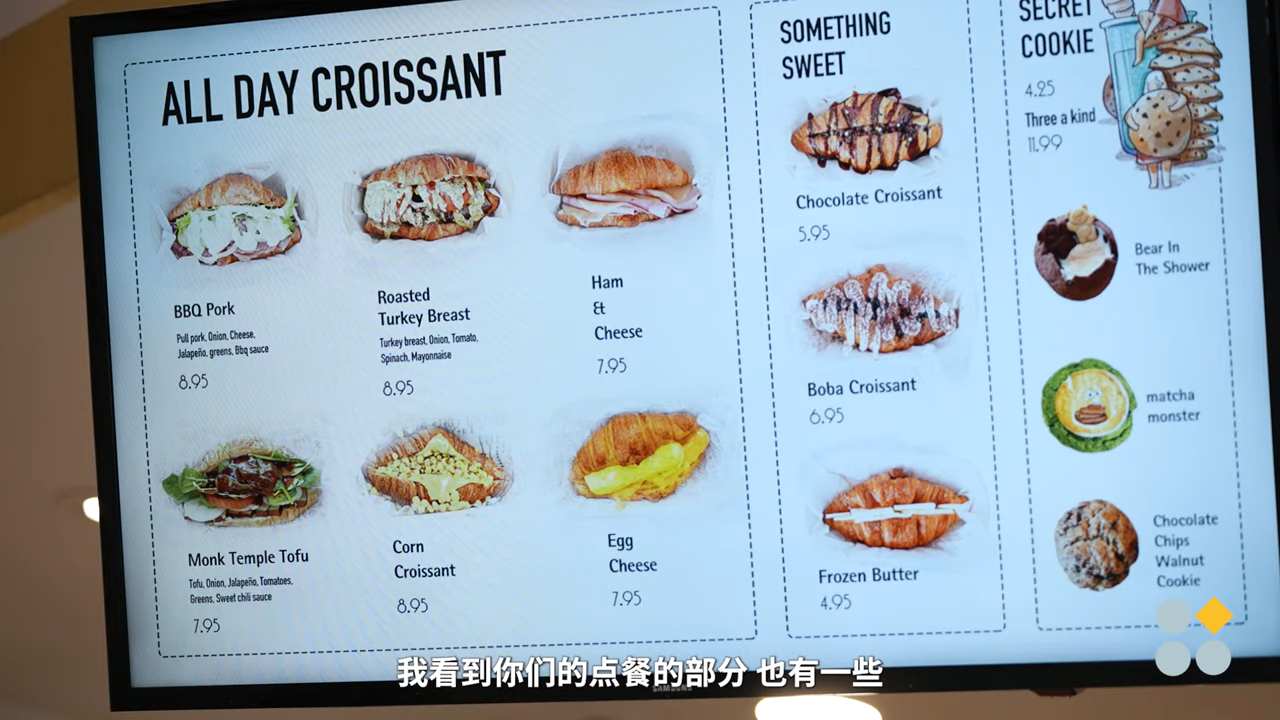 ALL DAY CROISSANT
BBQ Pork
Pull pork, Onion, Cheese,
Jalapeño, greens, Bbq sauce
8.95
Roasted
Turkey Breast
Turkey breast, Onion, Tomato,
Spinach, Mayonnaise
8.95
Ham
&
Cheese
7.95
Monk Temple Tofu
Tofu, Onion, Jalapeño, Tomatoes,
Greens, Sweet chili sauce
7.95
Corn
Croissant
8.95
Egg
Cheese
7.95
SOMETHING
SWEET
Chocolate Croissant
5.95
Boba Croissant
6.95
Frozen Butter
4.95
SECRET
COOKIE
4.25
Three a kind
11.99
Bear In
The Shower
matcha
monster
Chocolate
Chips
Walnut
Cookie
我看到你们的点餐的部分 也有一些
SAMSUNG